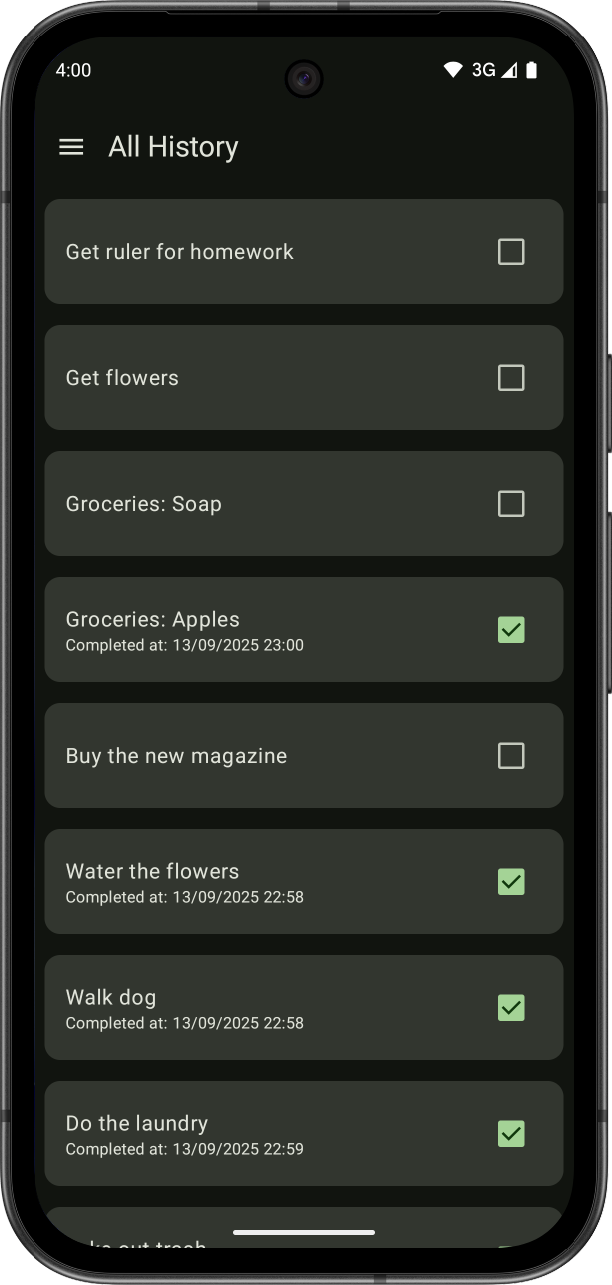 4:00
3G
All History
Get ruler for homework
Get flowers
Groceries: Soap
Groceries: Apples
Completed at: 13/09/2025 23:00
Buy the new magazine
Water the flowers
Completed at: 13/09/2025 22:58
Walk dog
Completed at: 13/09/2025 22:58
Do the laundry
Completed at: 13/09/2025 22:59
out trash